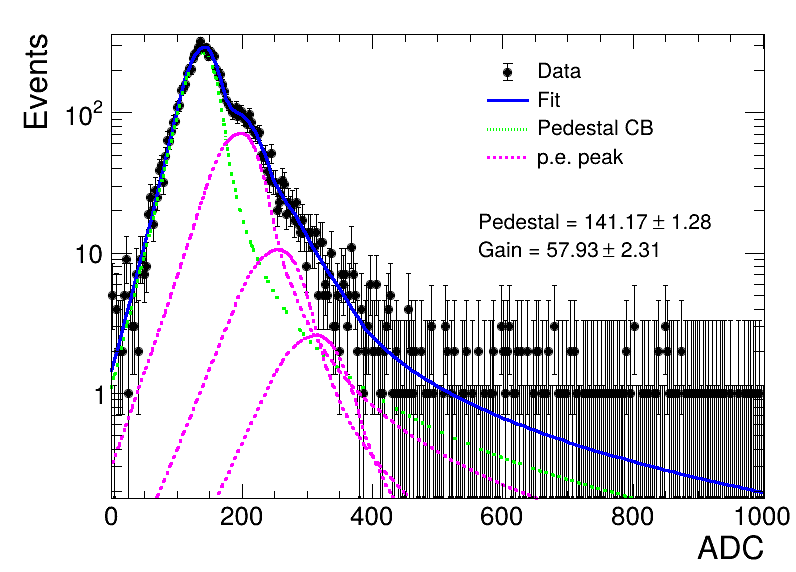 Events
10²
10
1
Data
Fit
Pedestal CB
p.e. peak
Pedestal = 141.17 ± 1.28
Gain = 57.93 ± 2.31
0 200 400 600 800 1000
ADC